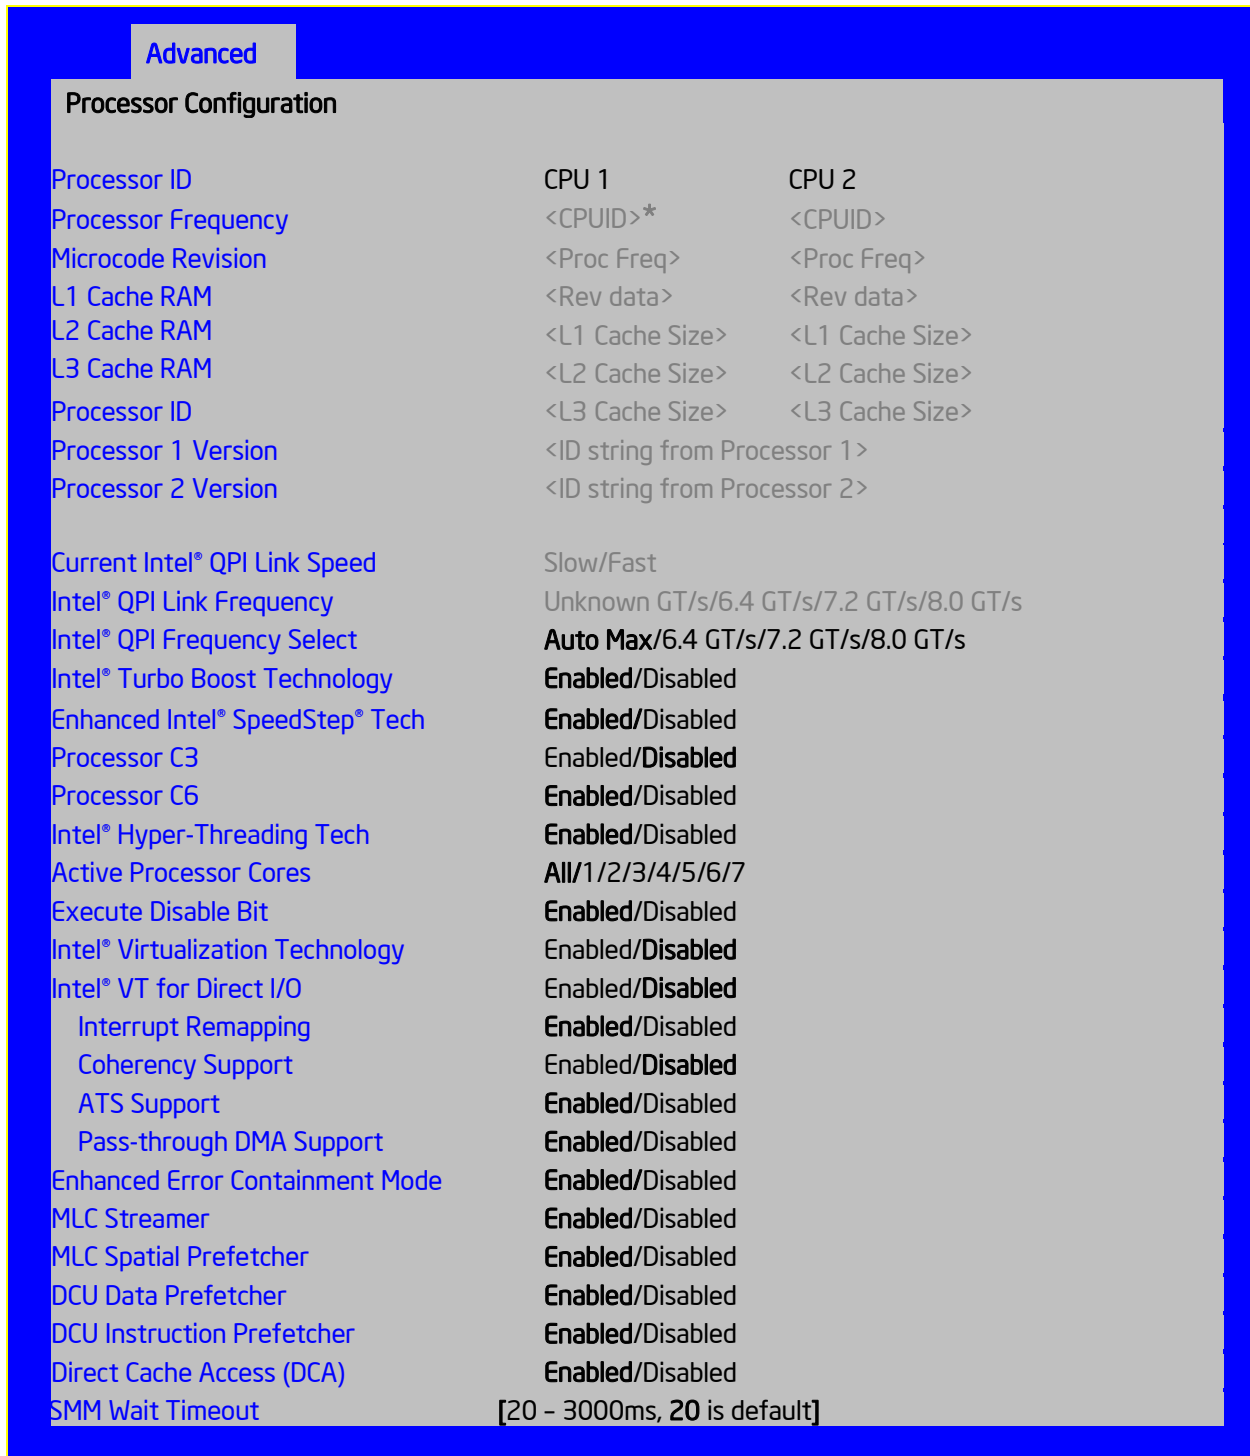 Advanced
Processor Configuration
Processor ID CPU 1 CPU 2
Processor Frequency <CPUID>* <CPUID>
Microcode Revision <Proc Freq> <Proc Freq>
L1 Cache RAM <Rev data> <Rev data>
L2 Cache RAM <L1 Cache Size> <L1 Cache Size>
L3 Cache RAM <L2 Cache Size> <L2 Cache Size>
Processor ID <L3 Cache Size> <L3 Cache Size>
Processor 1 Version <ID string from Processor 1>
Processor 2 Version <ID string from Processor 2>
Current Intel® QPI Link Speed Slow/Fast
Intel® QPI Link Frequency Unknown GT/s/6.4 GT/s/7.2 GT/s/8.0 GT/s
Intel® QPI Frequency Select Auto Max/6.4 GT/s/7.2 GT/s/8.0 GT/s
Intel® Turbo Boost Technology Enabled/Disabled
Enhanced Intel® SpeedStep® Tech Enabled/Disabled
Processor C3 Enabled/Disabled
Processor C6 Enabled/Disabled
Intel® Hyper-Threading Tech Enabled/Disabled
Active Processor Cores All/1/2/3/4/5/6/7
Execute Disable Bit Enabled/Disabled
Intel® Virtualization Technology Enabled/Disabled
Intel® VT for Direct I/O Enabled/Disabled
Interrupt Remapping Enabled/Disabled
Coherency Support Enabled/Disabled
ATS Support Enabled/Disabled
Pass-through DMA Support Enabled/Disabled
Enhanced Error Containment Mode Enabled/Disabled
MLC Streamer Enabled/Disabled
MLC Spatial Prefetcher Enabled/Disabled
DCU Data Prefetcher Enabled/Disabled
DCU Instruction Prefetcher Enabled/Disabled
Direct Cache Access (DCA) Enabled/Disabled
SMM Wait Timeout [20 – 3000ms, 20 is default]